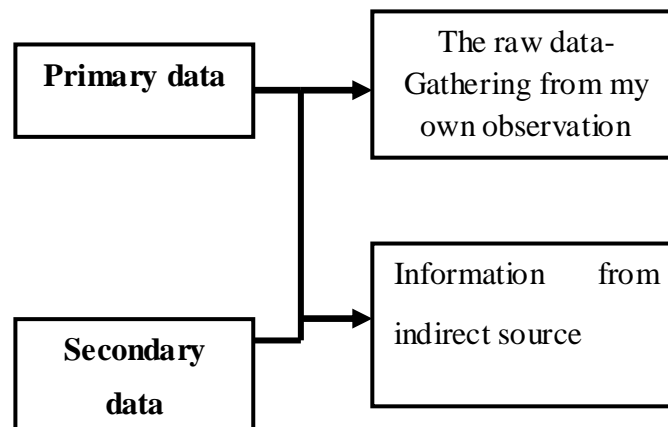 Primary data
The raw data-
Gathering from my
own observation
Information from
indirect source
Secondary
data